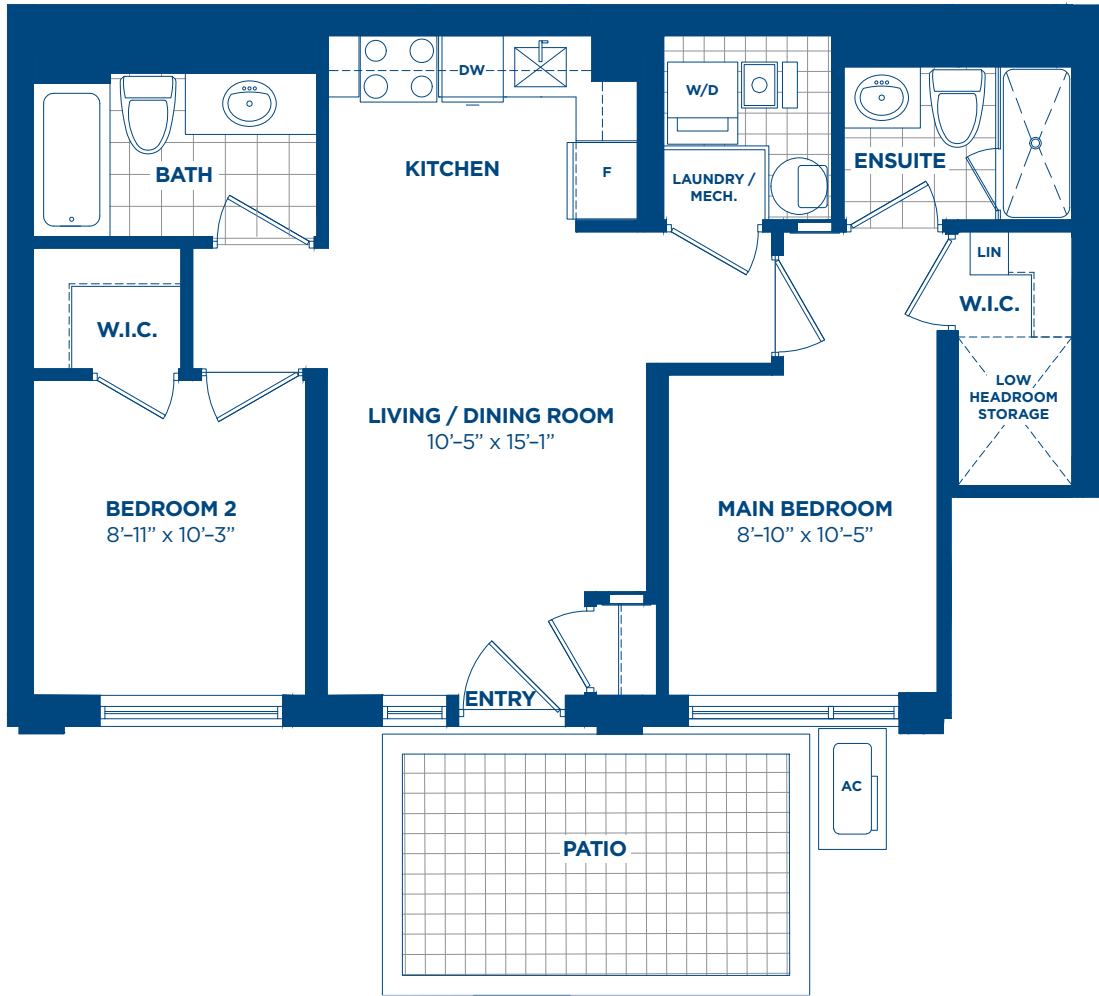 DW
W/D
BATH
KITCHEN
F
LAUNDRY /
MECH.
ENSUITE
LIN
W.I.C.
W.I.C.
LOW
HEADROOM
STORAGE
LIVING / DINING ROOM
10’–5” x 15’–1”
BEDROOM 2
8’–11” x 10’–3”
MAIN BEDROOM
8’–10” x 10’–5”
ENTRY
AC
PATIO